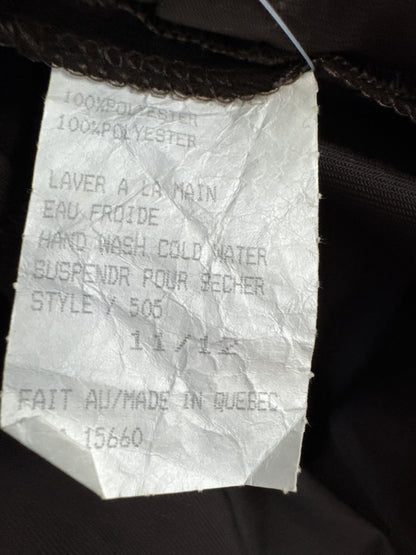 100%POLYESTER
100%POLYESTER
LAVER A LA MAIN
EAU FROIDE
HAND WASH COLD WATER
SUSPENDR POUR SECHER
STYLE / 505
11/12
FAIT AU/MADE IN QUEBEC
15660